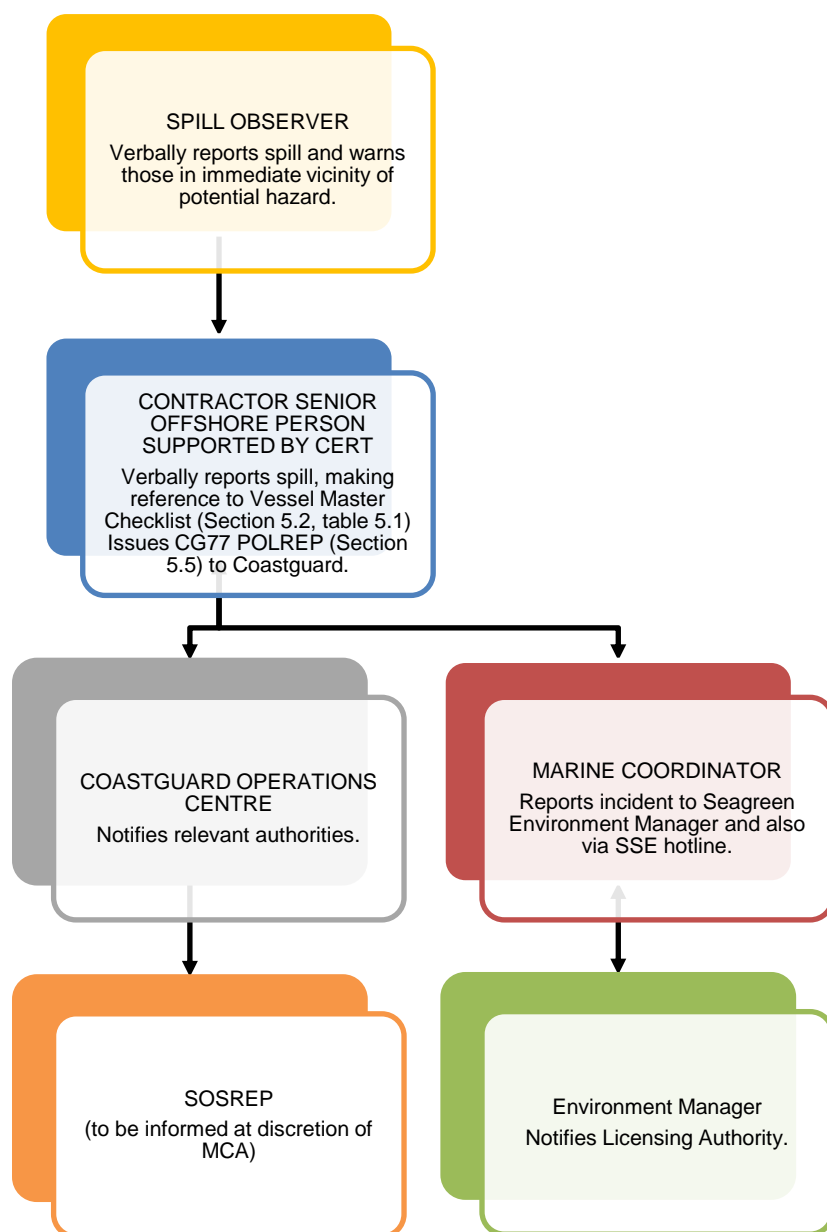 SPILL OBSERVER
Verbally reports spill and warns
those in immediate vicinity of
potential hazard.
CONTRACTOR SENIOR
OFFSHORE PERSON
SUPPORTED BY CERT
Verbally reports spill, making
reference to Vessel Master
Checklist (Section 5.2, table 5.1)
Issues CG77 POLREP (Section
5.5) to Coastguard.
COASTGUARD OPERATIONS
CENTRE
Notifies relevant authorities.
MARINE COORDINATOR
Reports incident to Seagreen
Environment Manager and also
via SSE hotline.
SOSREP
(to be informed at discretion of
MCA)
Environment Manager
Notifies Licensing Authority.